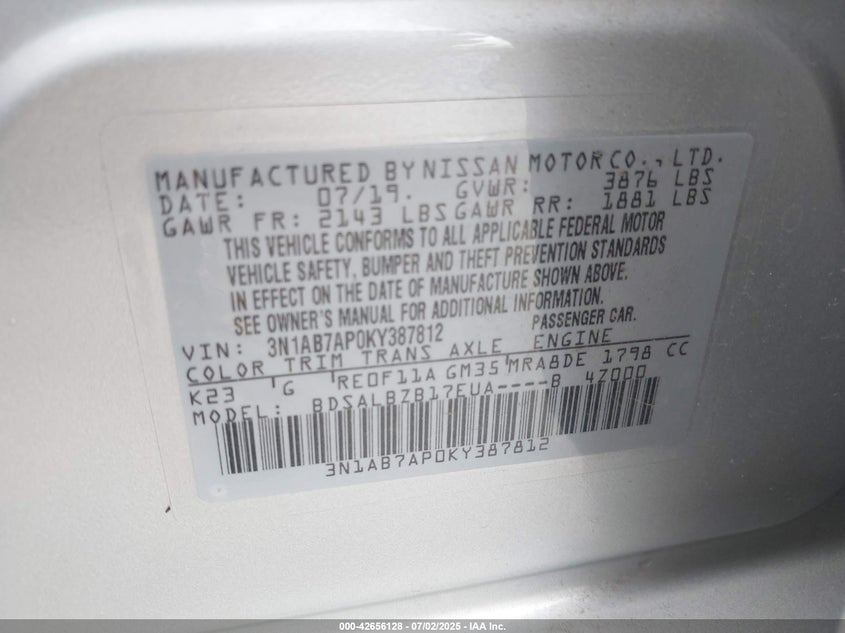 MANUFACTURED BY NISSAN MOTOR CO., LTD.
DATE: 07/19. GVWR: 3876 LBS
GAWR FR: 2143 LBS GAWR RR: 1881 LBS
THIS VEHICLE CONFORMS TO ALL APPLICABLE FEDERAL MOTOR
VEHICLE SAFETY, BUMPER AND THEFT PREVENTION STANDARDS
IN EFFECT ON THE DATE OF MANUFACTURE SHOWN ABOVE.
SEE OWNER'S MANUAL FOR ADDITIONAL INFORMATION.
VIN: 3N1AB7AP0KY387812 PASSENGER CAR.
COLOR TRIM TRANS AXLE ENGINE
K23 G RE0F11A GM35 MRA8DE 1798 CC
MODEL: BDSALBZB17EUA----B 4Z000
3N1AB7AP0KY387812
000-42656128 - 07/02/2025 - IAA Inc.